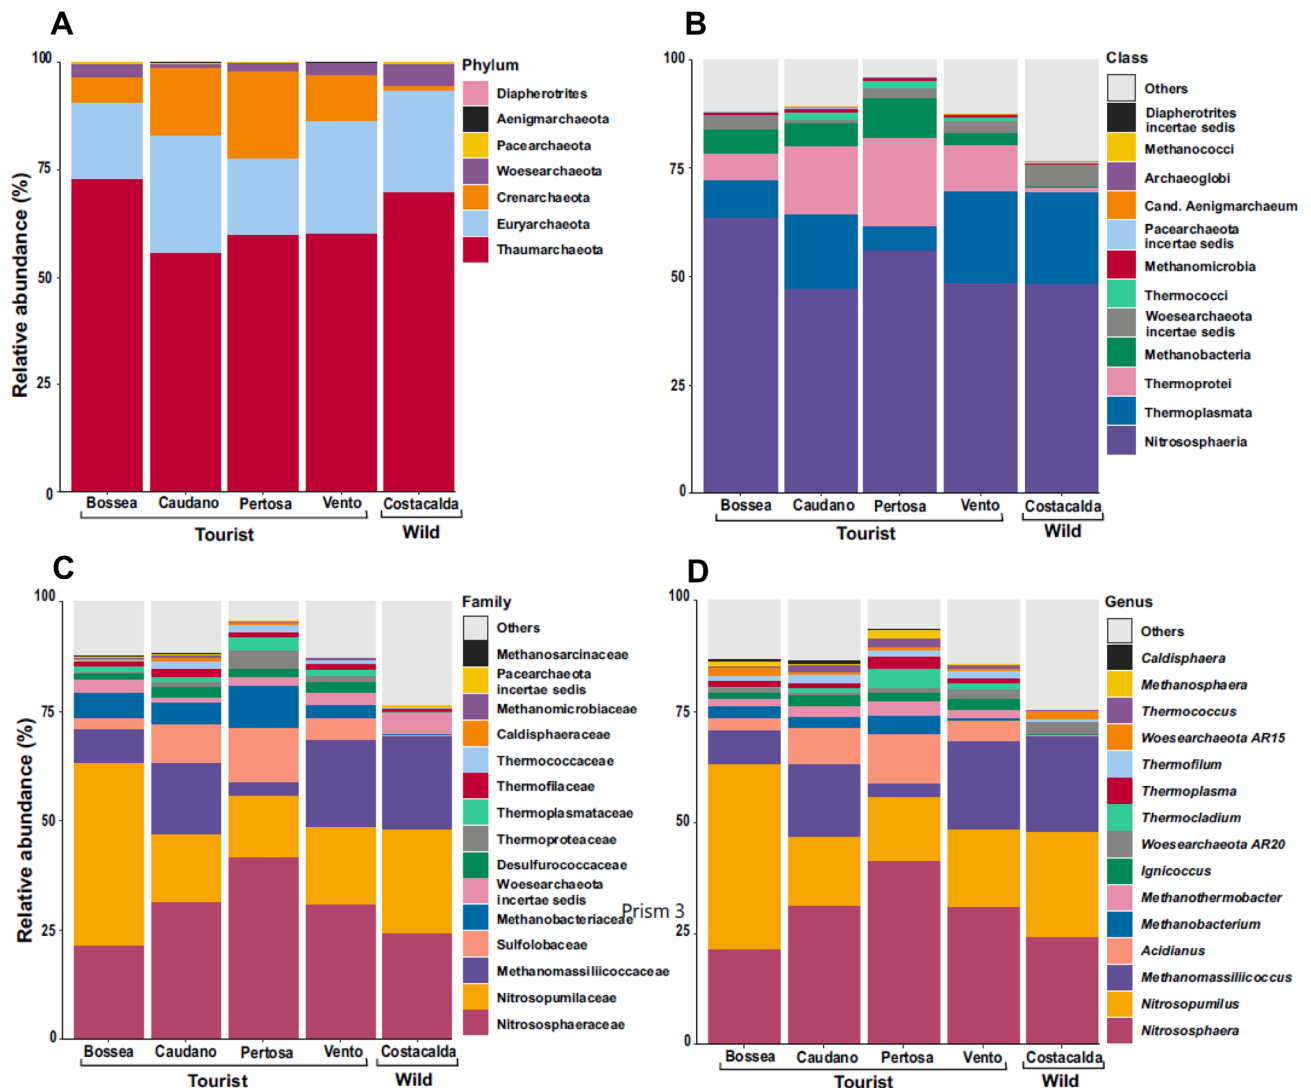 A
100
75
50
25
0
Relative abundance (%)
Bossea
Caudano
Pertosa
Vento
Costacalda
Tourist
Wild
Phylum
Diapherotrites
Aenigmarchaeota
Pacearchaeota
Woesearchaeota
Crenarchaeota
Euryarchaeota
Thaumarchaeota
B
100
75
50
25
0
Bossea
Caudano
Pertosa
Vento
Costacalda
Tourist
Wild
Class
Others
Diapherotrites
incertae sedis
Methanococci
Archaeoglobi
Cand. Aenigmarchaeum
Pacearchaeota
incertae sedis
Methanomicrobia
Thermococci
Woesearchaeota
incertae sedis
Methanobacteria
Thermoprotei
Thermoplasmata
Nitrososphaeria
C
100
75
50
25
0
Relative abundance (%)
Bossea
Caudano
Pertosa
Vento
Costacalda
Tourist
Wild
Family
Others
Methanosarcinaceae
Pacearchaeota
incertae sedis
Methanomicrobiaceae
Caldisphaeraceae
Thermococcaceae
Thermofilaceae
Thermoplasmataceae
Thermoproteaceae
Desulfurococcaceae
Woesearchaeota
incertae sedis
Methanobacteriaceae
Sulfolobaceae
Methanomassiliicoccaceae
Nitrosopumilaceae
Nitrososphaeraceae
Prism 3
D
100
75
50
25
0
Bossea
Caudano
Pertosa
Vento
Costacalda
Tourist
Wild
Genus
Others
Caldisphaera
Methanosphaera
Thermococcus
Woesearchaeota AR15
Thermofilum
Thermoplasma
Thermocladium
Woesearchaeota AR20
Ignicoccus
Methanothermobacter
Methanobacterium
Acidianus
Methanomassiliicoccus
Nitrosopumilus
Nitrososphaera